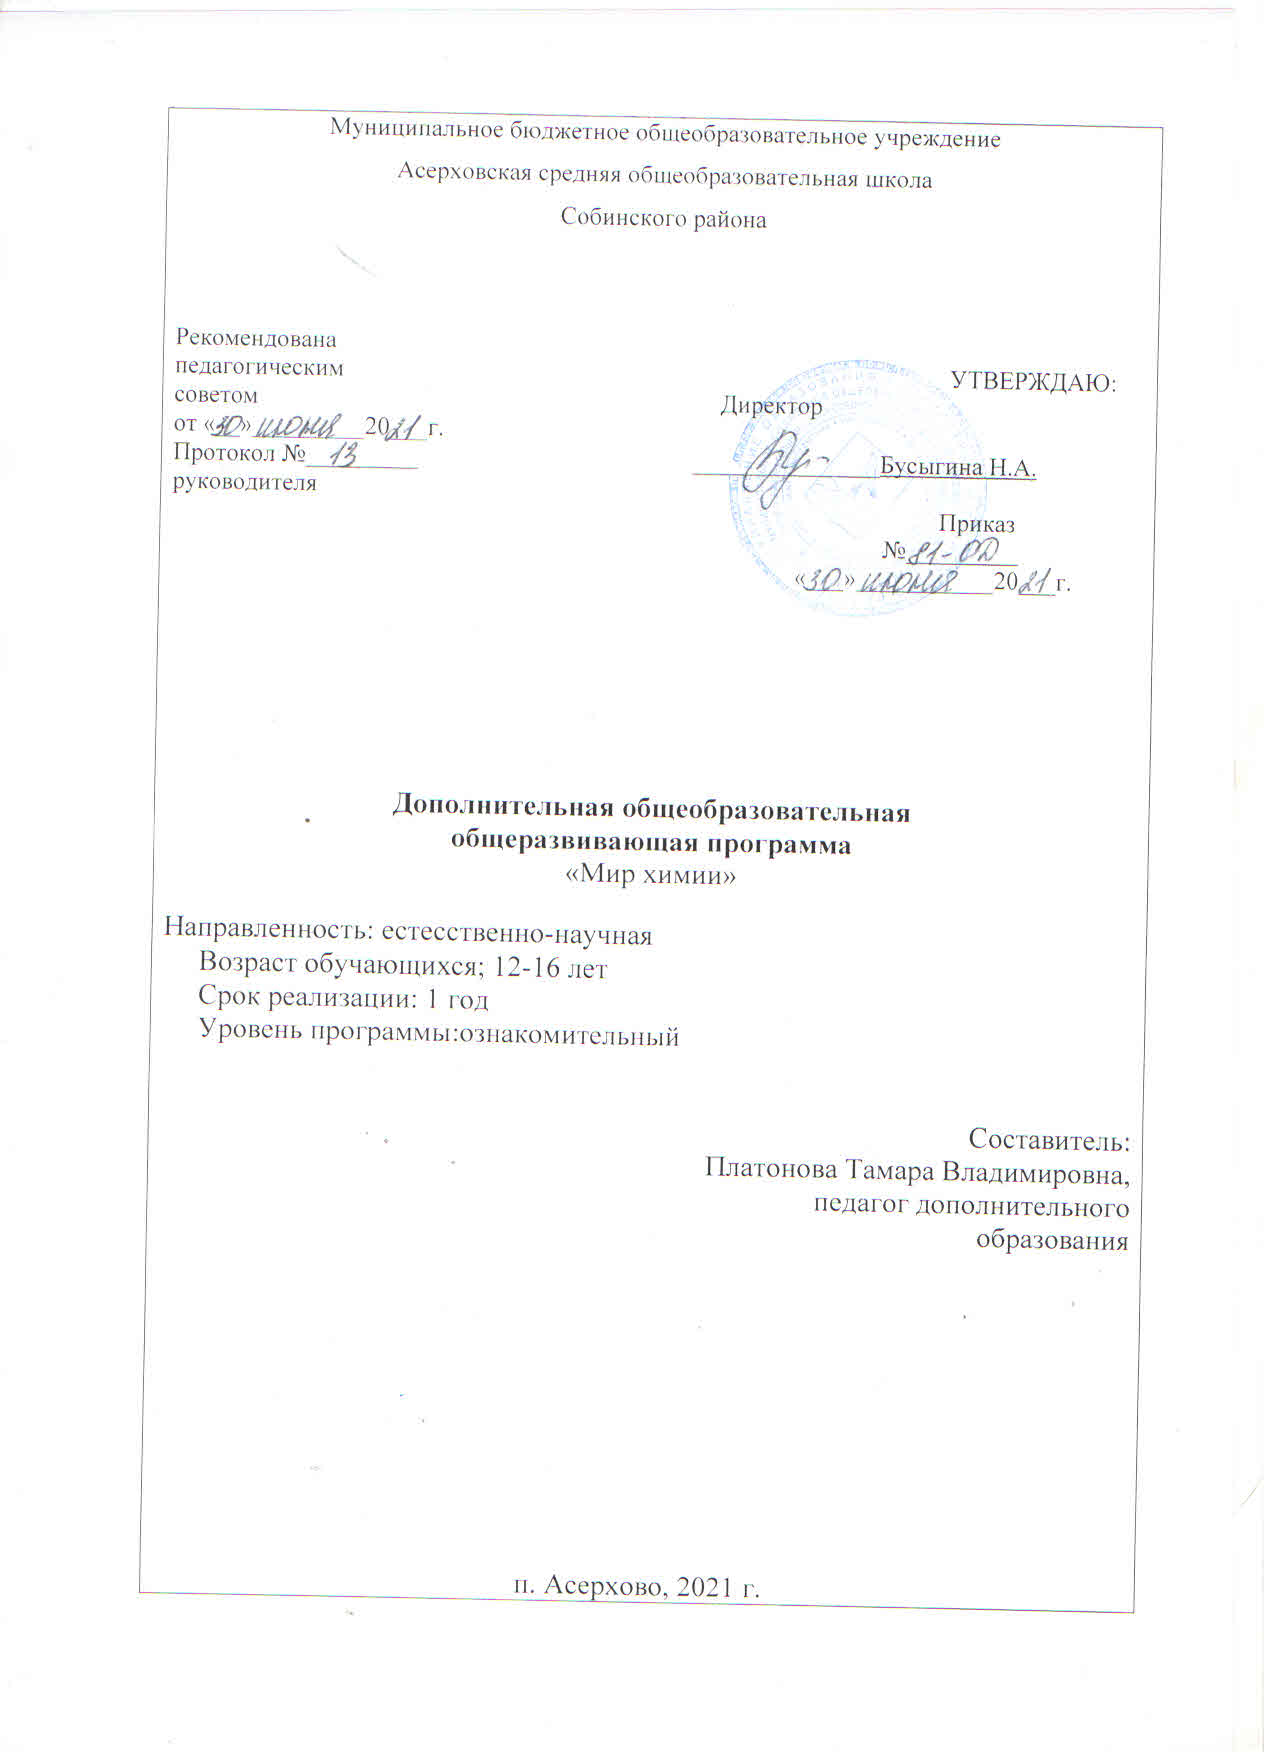 Муниципальное бюджетное общеобразовательное учреждение
Асерховская средняя общеобразовательная школа
Собинского района
Рекомендована
педагогическим
советом
от «30» июня 2021 г.
Протокол № 13
руководителя
УТВЕРЖДАЮ:
Директор
Бусыгина Н.А.
Приказ
№ 81-ОД
«30» июня 2021 г.
Дополнительная общеобразовательная
общеразвивающая программа
«Мир химии»
Направленность: естесственно-научная
Возраст обучающихся; 12-16 лет
Срок реализации: 1 год
Уровень программы:ознакомительный
Составитель:
Платонова Тамара Владимировна,
педагог дополнительного
образования
п. Асерхово, 2021 г.